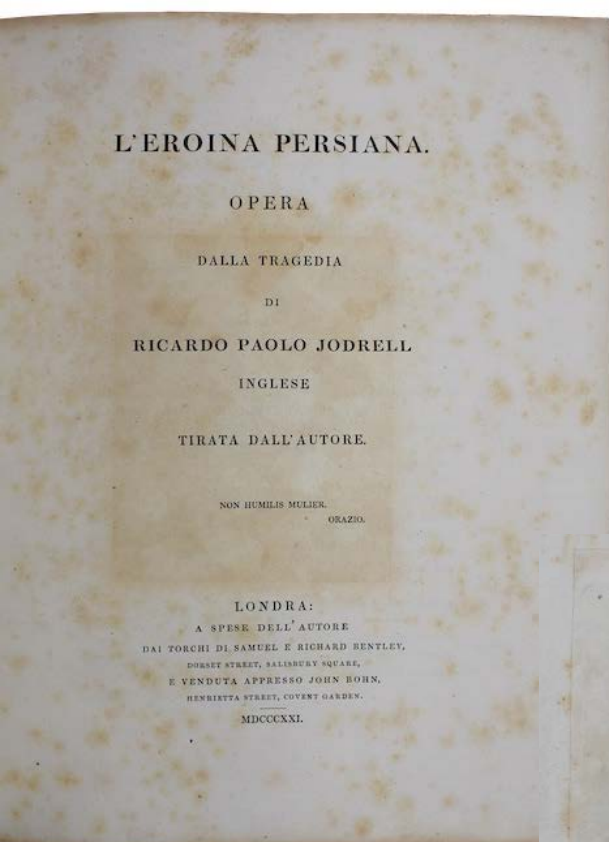 L'EROINA PERSIANA.
OPERA
DALLA TRAGEDIA
DI
RICARDO PAOLO JODRELL
INGLESE
TIRATA DALL'AUTORE.
NON HUMILIS MULIER.
ORAZIO.
LONDRA:
A SPESE DELL'AUTORE
DAI TORCHI DI SAMUEL E RICHARD BENTLEY,
DORSET STREET, SALISBURY SQUARE,
E VENDUTA APPRESSO JOHN BOHN,
HENRIETTA STREET, COVENT GARDEN.
MDCCCXXI.